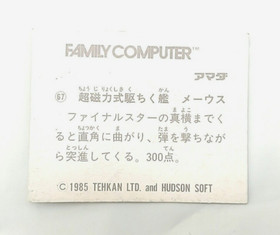 FAMILY COMPUTER™
アマダ
67 超磁力式駆ちく艦 メーウス
ファイナルスターの真横までく
ると直角に曲がり、弾を撃ちなが
ら突進してくる。300点。
© 1985 TEHKAN LTD. and HUDSON SOFT